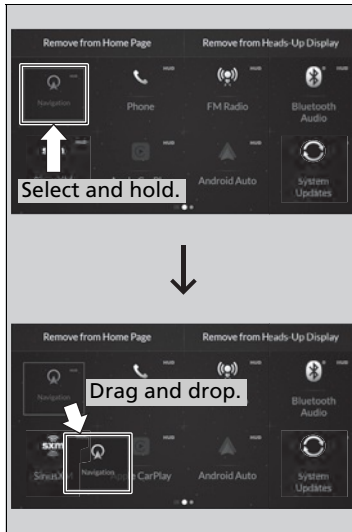 Remove from Home Page Remove from Heads-Up Display
Navigation Phone FM Radio Bluetooth Audio
Select and hold.
Android Auto System Updates
Remove from Home Page Remove from Heads-Up Display
Navigation
Drag and drop.
Bluetooth Audio
sxm
SiriusXM Navigation Apple CarPlay Android Auto System Updates